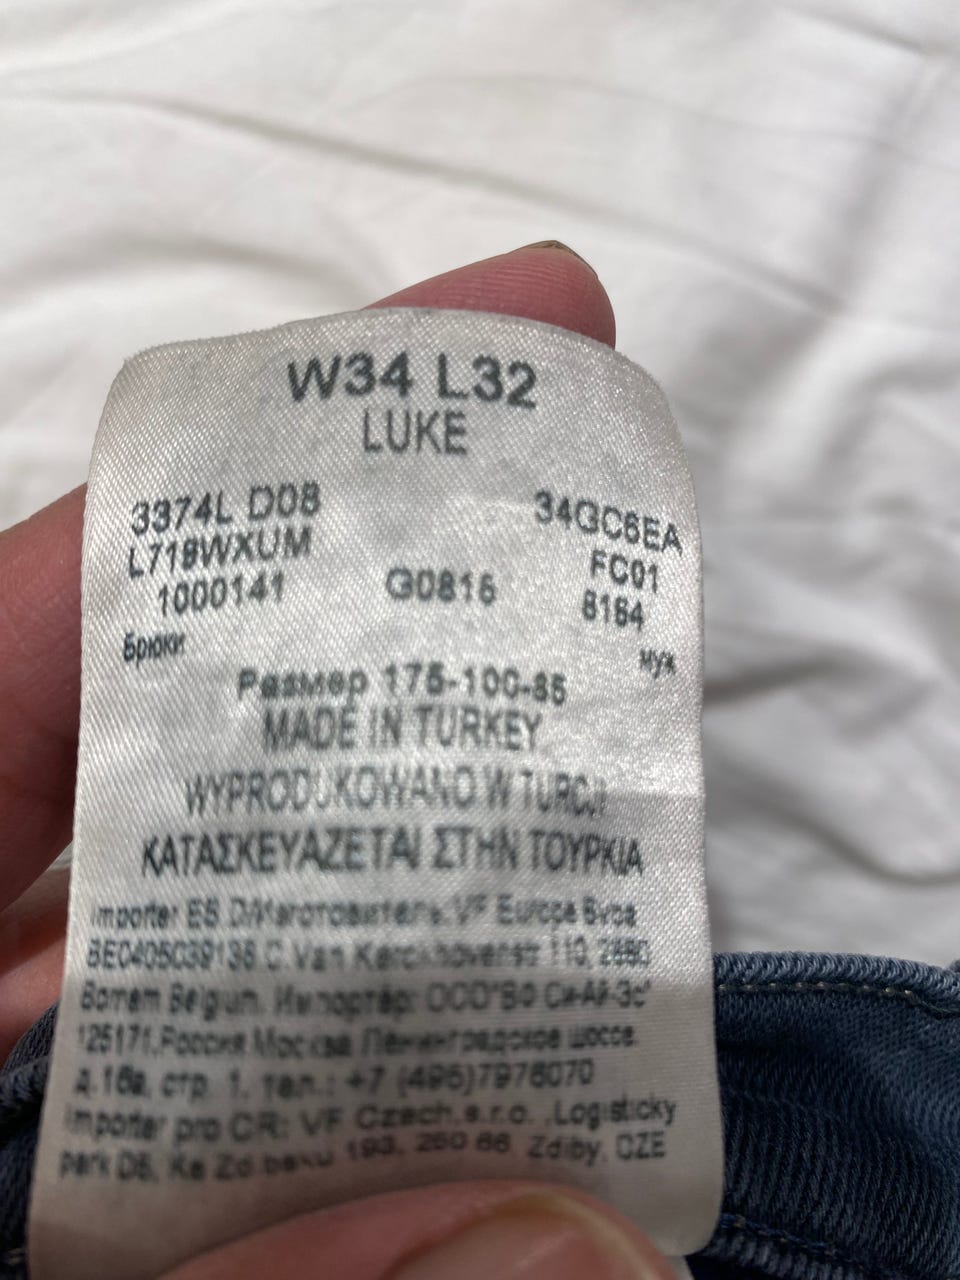 W34 L32
LUKE
3374L D08 34GC6EA
L719WXUM FC01
1000141 G0816 8184
Брюки муж
Размер 175-100-86
MADE IN TURKEY
WYPRODUKOWANO W TURCJI
ΚΑΤΑΣΚΕΥΑΖΕΤΑΙ ΣΤΗΝ ΤΟΥΡΚΙΑ
Importer ES D/Изготовитель: VF Europe Bvba
BE0405039138 C. Van Kerckhovenstr 110, 2880
Bornem Belgium. Импортёр: ООО"ВФ Си-Ай-Эс"
125171, Россия Москва Ленинградское шоссе
д.16а, стр. 1, тел.: +7 (495)7976070
Importer pro CR: VF Czech.s.r.o. ,Logisticky
park D8, Ke Zdibsku 193, 250 66 Zdiby, CZE